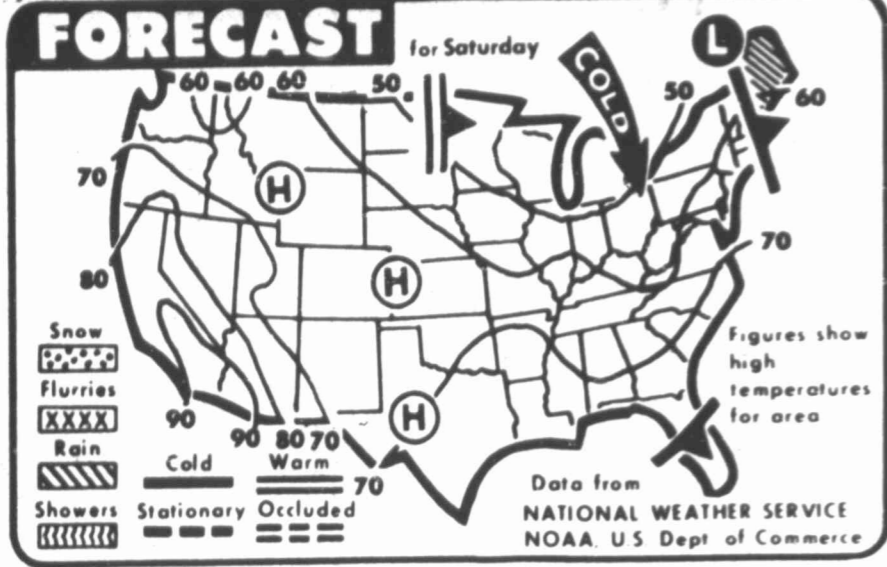 FORECAST for Saturday
60 60 60 50
COLD
L
50
60
70
H
H
70
80
Snow
Figures show
high
temperatures
for area
Flurries
XXXX
H
90
90 80 70
Rain
Cold
Warm
70
Data from
Showers
Stationary
Occluded
NATIONAL WEATHER SERVICE
NOAA, U.S. Dept of Commerce